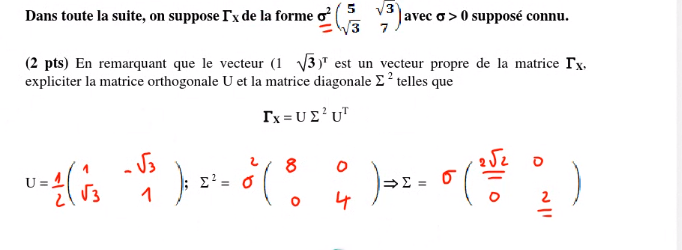 Dans toute la suite, on suppose Γx de la forme σ² ( 5 √3 ; √3 7 ) avec σ > 0 supposé connu.
(2 pts) En remarquant que le vecteur (1 √3)ᵀ est un vecteur propre de la matrice Γx,
expliciter la matrice orthogonale U et la matrice diagonale Σ ² telles que
Γx = U Σ ² Uᵀ
U = 1/2 ( 1 -√3 ; √3 1 ) ; Σ ² = σ² ( 8 0 ; 0 4 ) ⇒ Σ = σ ( 2√2 0 ; 0 2 )